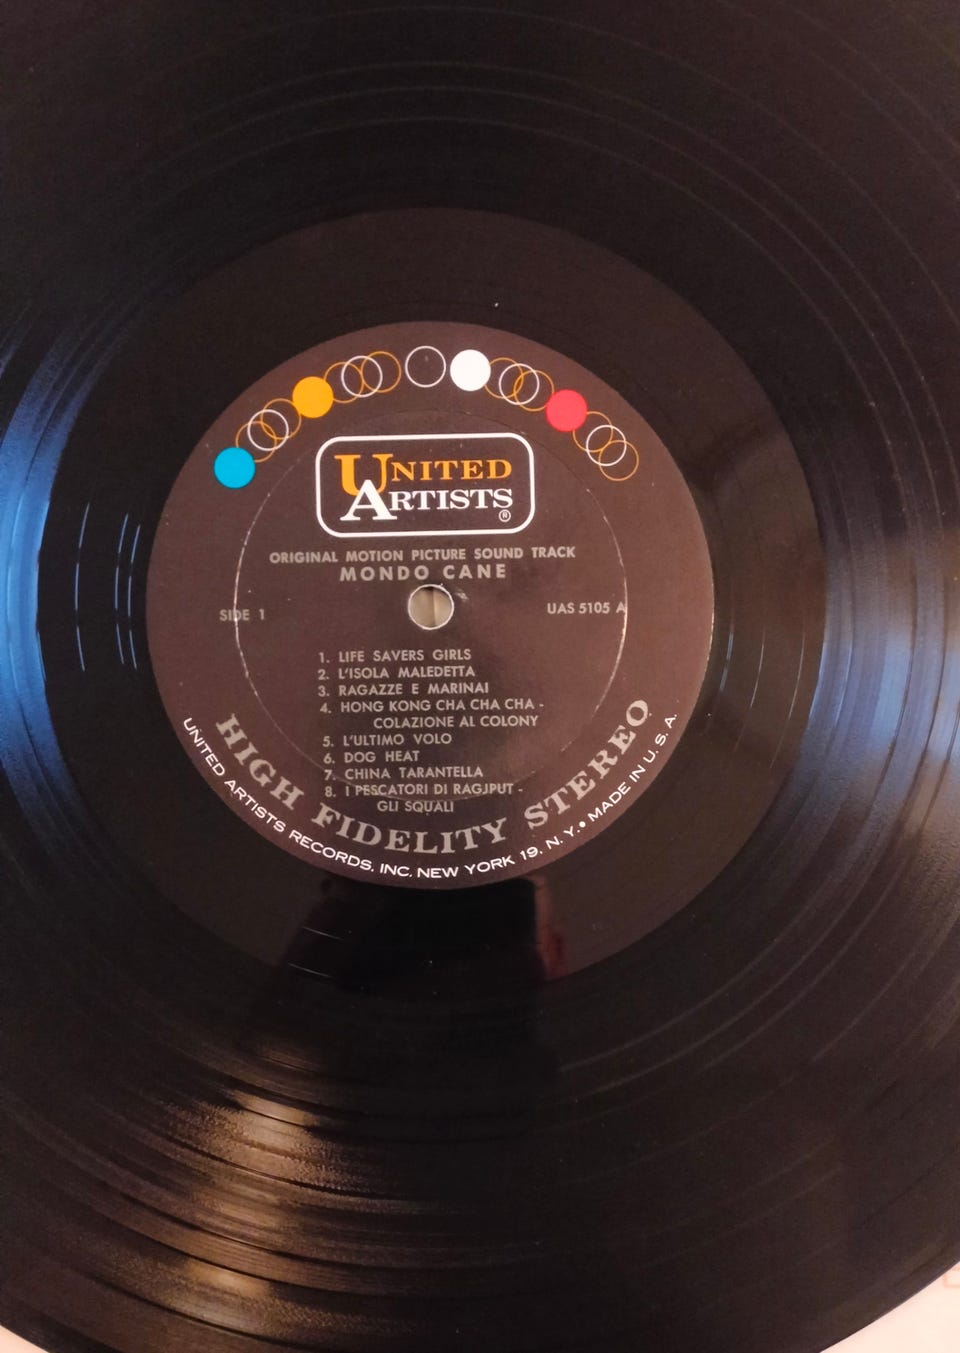 UNITED
ARTISTS®
ORIGINAL MOTION PICTURE SOUND TRACK
MONDO CANE
SIDE 1
UAS 5105 A
1. LIFE SAVERS GIRLS
2. L'ISOLA MALEDETTA
3. RAGAZZE E MARINAI
4. HONG KONG CHA CHA CHA -
COLAZIONE AL COLONY
5. L'ULTIMO VOLO
6. DOG HEAT
7. CHINA TARANTELLA
8. I PESCATORI DI RAGJPUT -
GLI SQUALI
HIGH FIDELITY STEREO
UNITED ARTISTS RECORDS, INC. NEW YORK 19, N. Y. • MADE IN U. S. A.